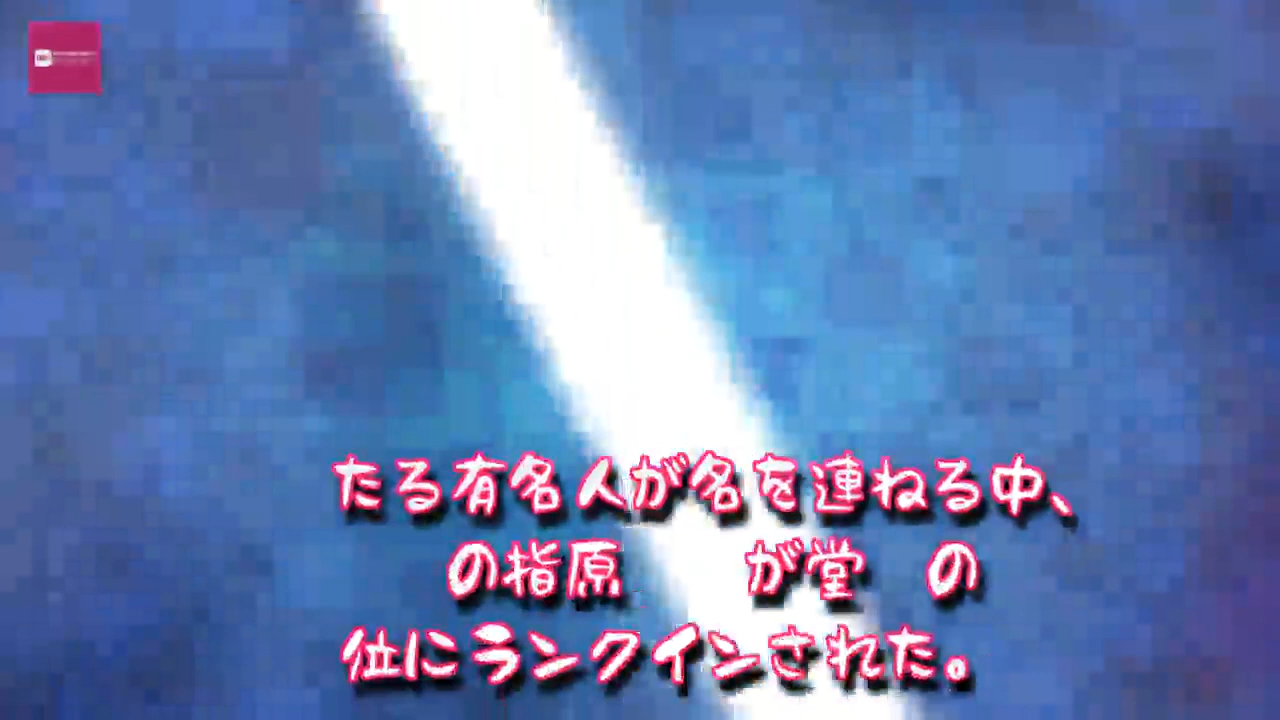 たる有名人が名を連ねる中、
の指原 が堂 の
位にランクインされた。